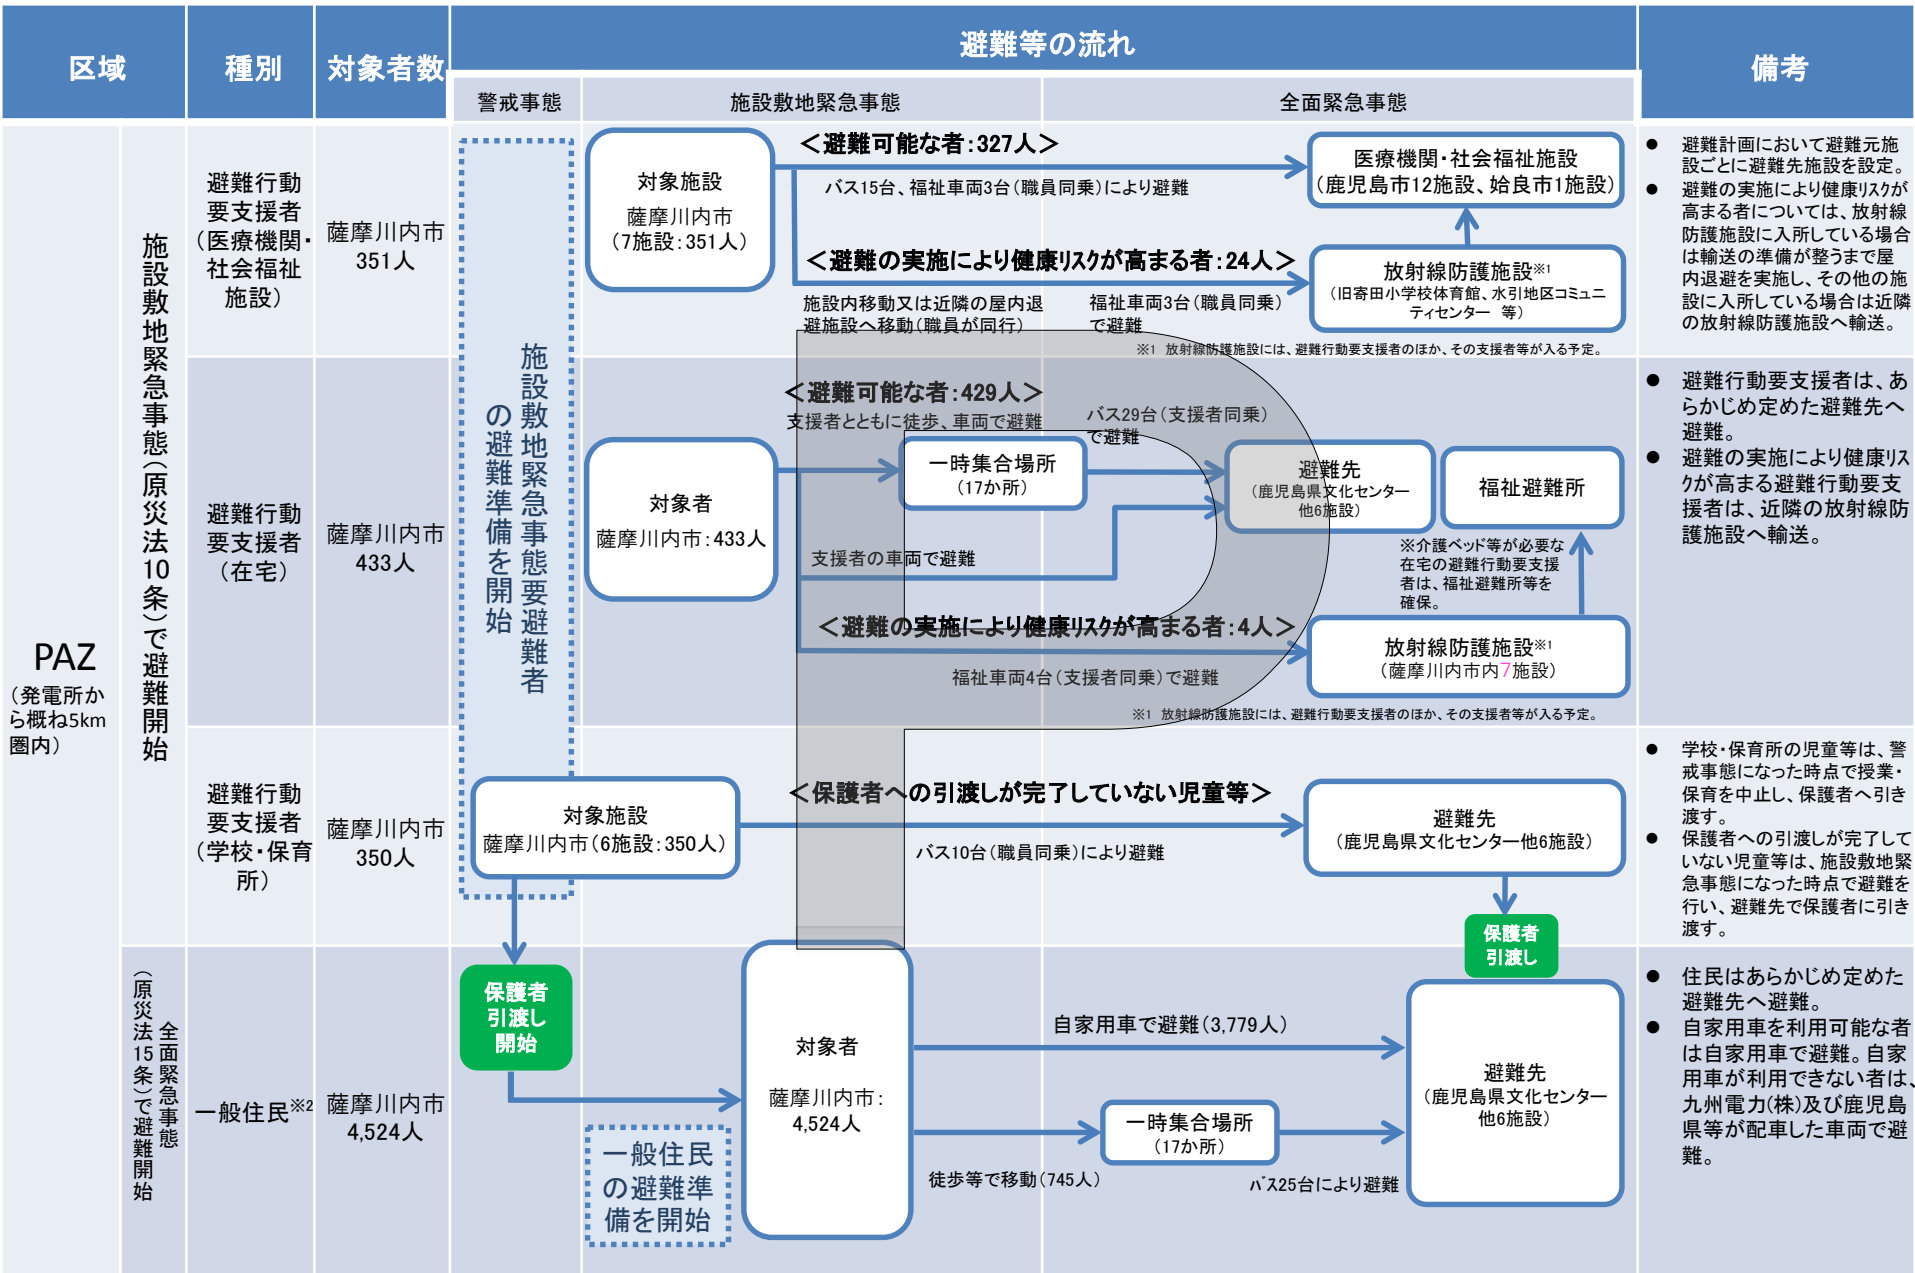 区域
種別
対象者数
避難等の流れ
備考
警戒事態
施設敷地緊急事態
全面緊急事態
PAZ
(発電所か
ら概ね5km
圏内)
施設敷地緊急事態(原災法10条)で避難開始
避難行動
要支援者
(医療機関・
社会福祉
施設)
薩摩川内市
351人
施設敷地緊急事態要避難者
の避難準備を開始
対象施設
薩摩川内市
(7施設:351人)
<避難可能な者:327人>
バス15台、福祉車両3台(職員同乗)により避難
医療機関・社会福祉施設
(鹿児島市12施設、姶良市1施設)
<避難の実施により健康リスクが高まる者:24人>
施設内移動又は近隣の屋内退
避施設へ移動(職員が同行)
福祉車両3台(職員同乗)
で避難
放射線防護施設※1
(旧寄田小学校体育館、水引地区コミュニ
ティセンター 等)
※1 放射線防護施設には、避難行動要支援者のほか、その支援者等が入る予定。
● 避難計画において避難元施
設ごとに避難先施設を設定。
● 避難の実施により健康リスクが
高まる者については、放射線
防護施設に入所している場合
は輸送の準備が整うまで屋
内退避を実施し、その他の施
設に入所している場合は近隣
の放射線防護施設へ輸送。
避難行動
要支援者
(在宅)
薩摩川内市
433人
対象者
薩摩川内市:433人
<避難可能な者:429人>
支援者とともに徒歩、車両で避難
一時集合場所
(17か所)
バス29台(支援者同乗)
で避難
避難先
(鹿児島県文化センター
他6施設)
福祉避難所
支援者の車両で避難
※介護ベッド等が必要な
在宅の避難行動要支援
者は、福祉避難所等を
確保。
<避難の実施により健康リスクが高まる者:4人>
福祉車両4台(支援者同乗)で避難
放射線防護施設※1
(薩摩川内市内7施設)
※1 放射線防護施設には、避難行動要支援者のほか、その支援者等が入る予定。
● 避難行動要支援者は、あ
らかじめ定めた避難先へ
避難。
● 避難の実施により健康リス
クが高まる避難行動要支
援者は、近隣の放射線防
護施設へ輸送。
避難行動
要支援者
(学校・保育
所)
薩摩川内市
350人
対象施設
薩摩川内市(6施設:350人)
<保護者への引渡しが完了していない児童等>
バス10台(職員同乗)により避難
避難先
(鹿児島県文化センター他6施設)
保護者
引渡し
● 学校・保育所の児童等は、警
戒事態になった時点で授業・
保育を中止し、保護者へ引き
渡す。
● 保護者への引渡しが完了して
いない児童等は、施設敷地緊
急事態になった時点で避難を
行い、避難先で保護者に引き
渡す。
全面緊急事態
(原災法15条)で避難開始
一般住民※2
薩摩川内市
4,524人
保護者
引渡し
開始
一般住民
の避難準
備を開始
対象者
薩摩川内市:
4,524人
自家用車で避難(3,779人)
徒歩等で移動(745人)
一時集合場所
(17か所)
バス25台により避難
避難先
(鹿児島県文化センター
他6施設)
● 住民はあらかじめ定めた
避難先へ避難。
● 自家用車を利用可能な者
は自家用車で避難。自家
用車が利用できない者は、
九州電力(株)及び鹿児島
県等が配車した車両で避
難。